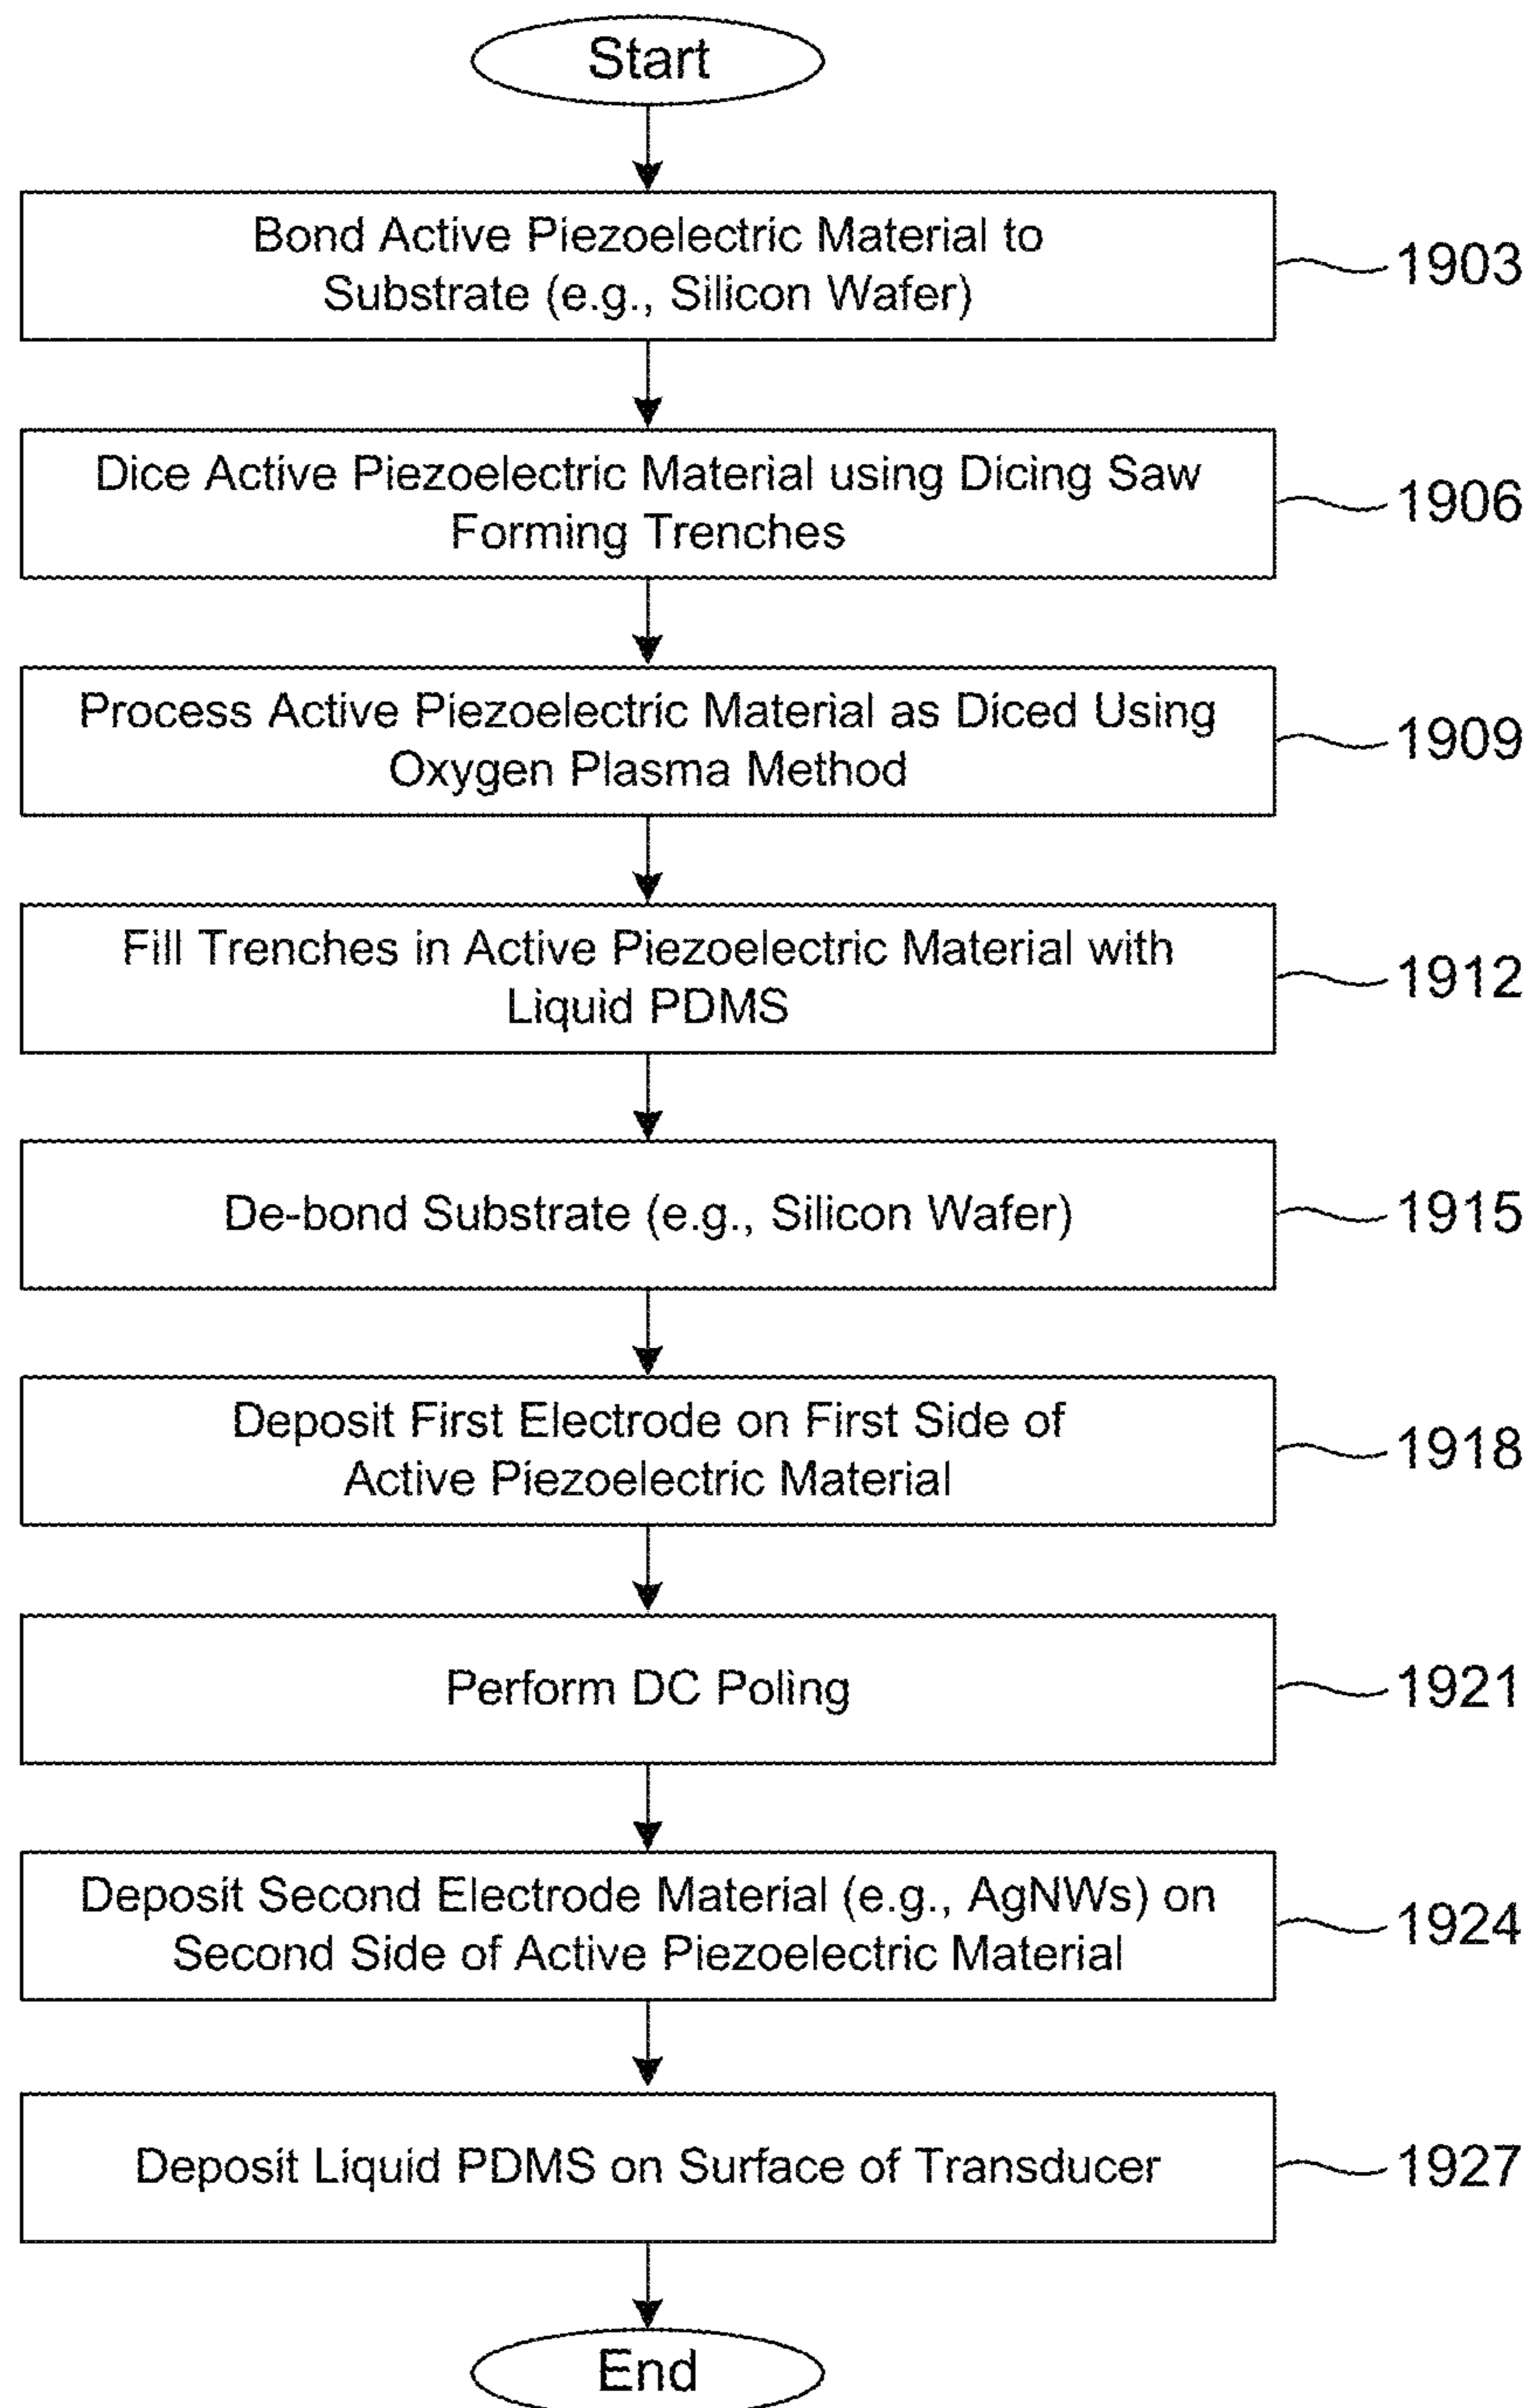 Start
Bond Active Piezoelectric Material to
Substrate (e.g., Silicon Wafer)
1903
Dice Active Piezoelectric Material using Dicing Saw
Forming Trenches
1906
Process Active Piezoelectric Material as Diced Using
Oxygen Plasma Method
1909
Fill Trenches in Active Piezoelectric Material with
Liquid PDMS
1912
De-bond Substrate (e.g., Silicon Wafer)
1915
Deposit First Electrode on First Side of
Active Piezoelectric Material
1918
Perform DC Poling
1921
Deposit Second Electrode Material (e.g., AgNWs) on
Second Side of Active Piezoelectric Material
1924
Deposit Liquid PDMS on Surface of Transducer
1927
End